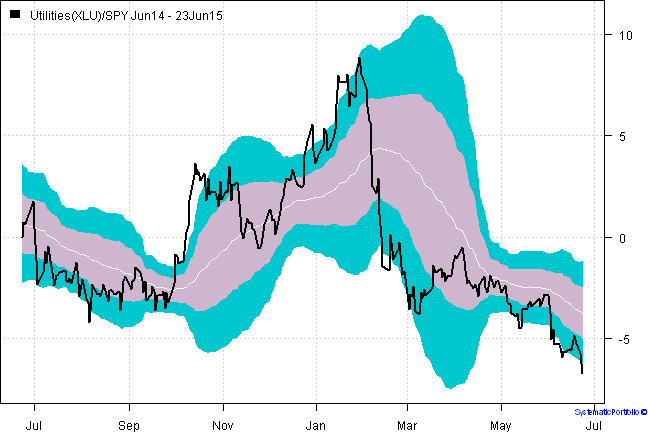 Utilities(XLU)/SPY Jun14 - 23Jun15
10
5
0
-5
Jul Sep Nov Jan Mar May Jul
SystematicPortfolio ©